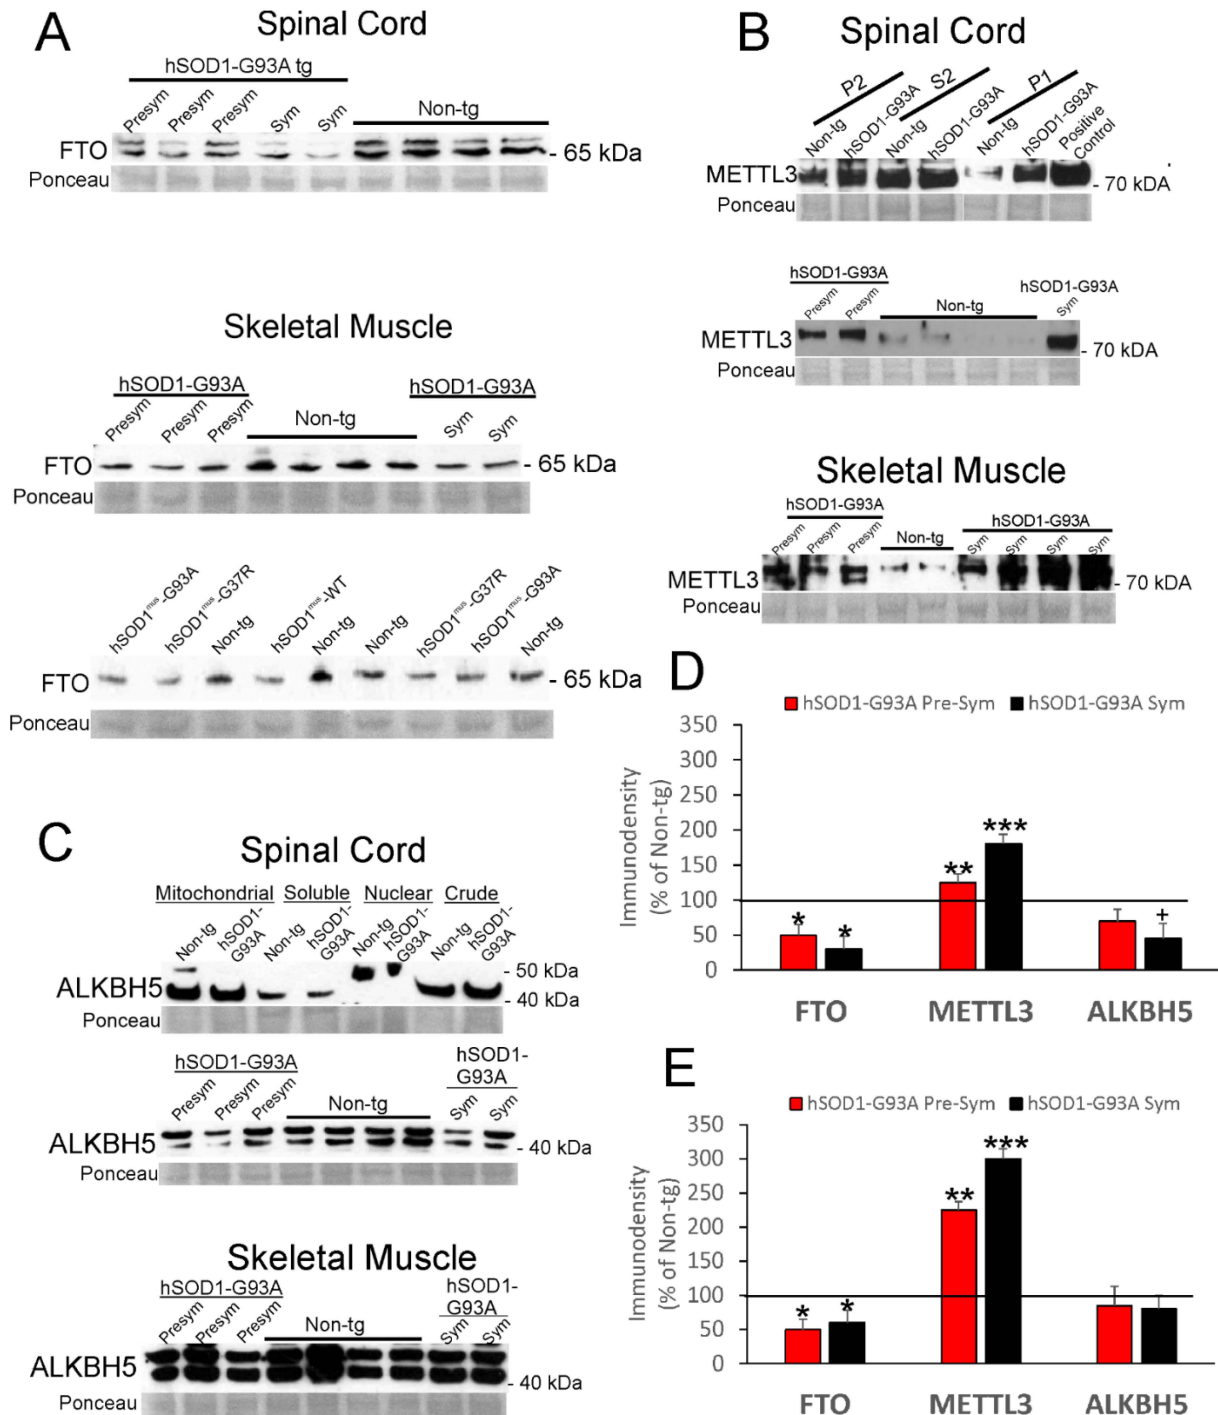 A
Spinal Cord
hSOD1-G93A tg
Presym Presym Presym Sym Sym Non-tg
FTO - 65 kDa
Ponceau
Skeletal Muscle
hSOD1-G93A Non-tg hSOD1-G93A
Presym Presym Presym Sym Sym
FTO - 65 kDa
Ponceau
hSOD1mus-G93A hSOD1mus-G37R Non-tg hSOD1mus-WT Non-tg Non-tg hSOD1mus-G37R hSOD1mus-G93A Non-tg
FTO - 65 kDa
Ponceau
B
Spinal Cord
P2 S2 P1
Non-tg hSOD1-G93A Non-tg hSOD1-G93A Non-tg hSOD1-G93A Positive Control
METTL3 - 70 kDA
Ponceau
hSOD1-G93A Non-tg hSOD1-G93A
Presym Presym Sym
METTL3 - 70 kDA
Ponceau
Skeletal Muscle
hSOD1-G93A Non-tg hSOD1-G93A
Presym Presym Presym Sym Sym Sym Sym
METTL3 - 70 kDA
Ponceau
C
Spinal Cord
Mitochondrial Soluble Nuclear Crude
Non-tg hSOD1-G93A Non-tg hSOD1-G93A Non-tg hSOD1-G93A Non-tg hSOD1-G93A
- 50 kDa
ALKBH5 - 40 kDa
Ponceau
hSOD1-G93A Non-tg hSOD1-G93A
Presym Presym Presym Sym Sym
ALKBH5 - 40 kDa
Ponceau
Skeletal Muscle
hSOD1-G93A Non-tg hSOD1-G93A
Presym Presym Presym Sym Sym
ALKBH5 - 40 kDa
Ponceau
D
hSOD1-G93A Pre-Sym hSOD1-G93A Sym
Immunodensity
(% of Non-tg)
350
300
250
200
150
100
50
0
* * ** *** +
FTO METTL3 ALKBH5
E
hSOD1-G93A Pre-Sym hSOD1-G93A Sym
Immunodensity
(% of Non-tg)
350
300
250
200
150
100
50
0
* * ** ***
FTO METTL3 ALKBH5